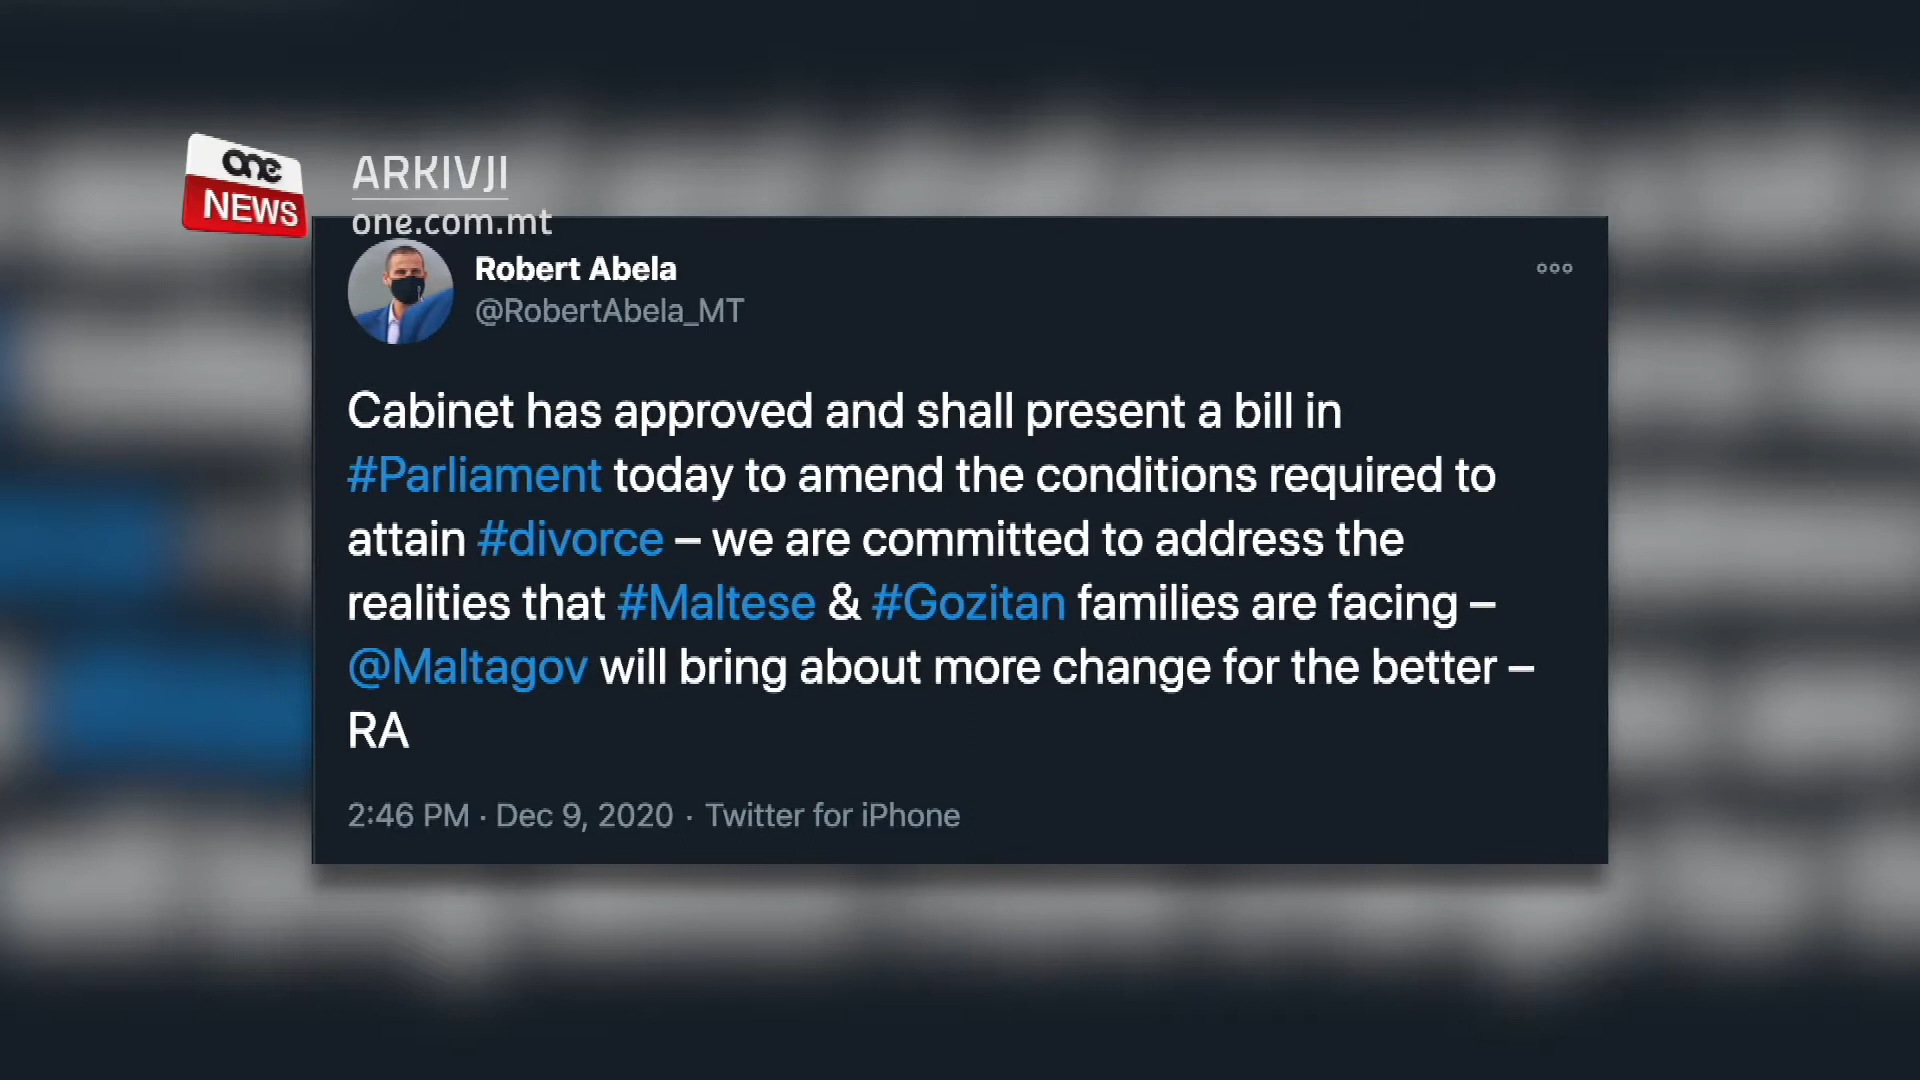 one
NEWS
ARKIVJI
one.com.mt
Robert Abela
@RobertAbela_MT
Cabinet has approved and shall present a bill in
#Parliament today to amend the conditions required to
attain #divorce – we are committed to address the
realities that #Maltese & #Gozitan families are facing –
@Maltagov will bring about more change for the better –
RA
2:46 PM · Dec 9, 2020 · Twitter for iPhone